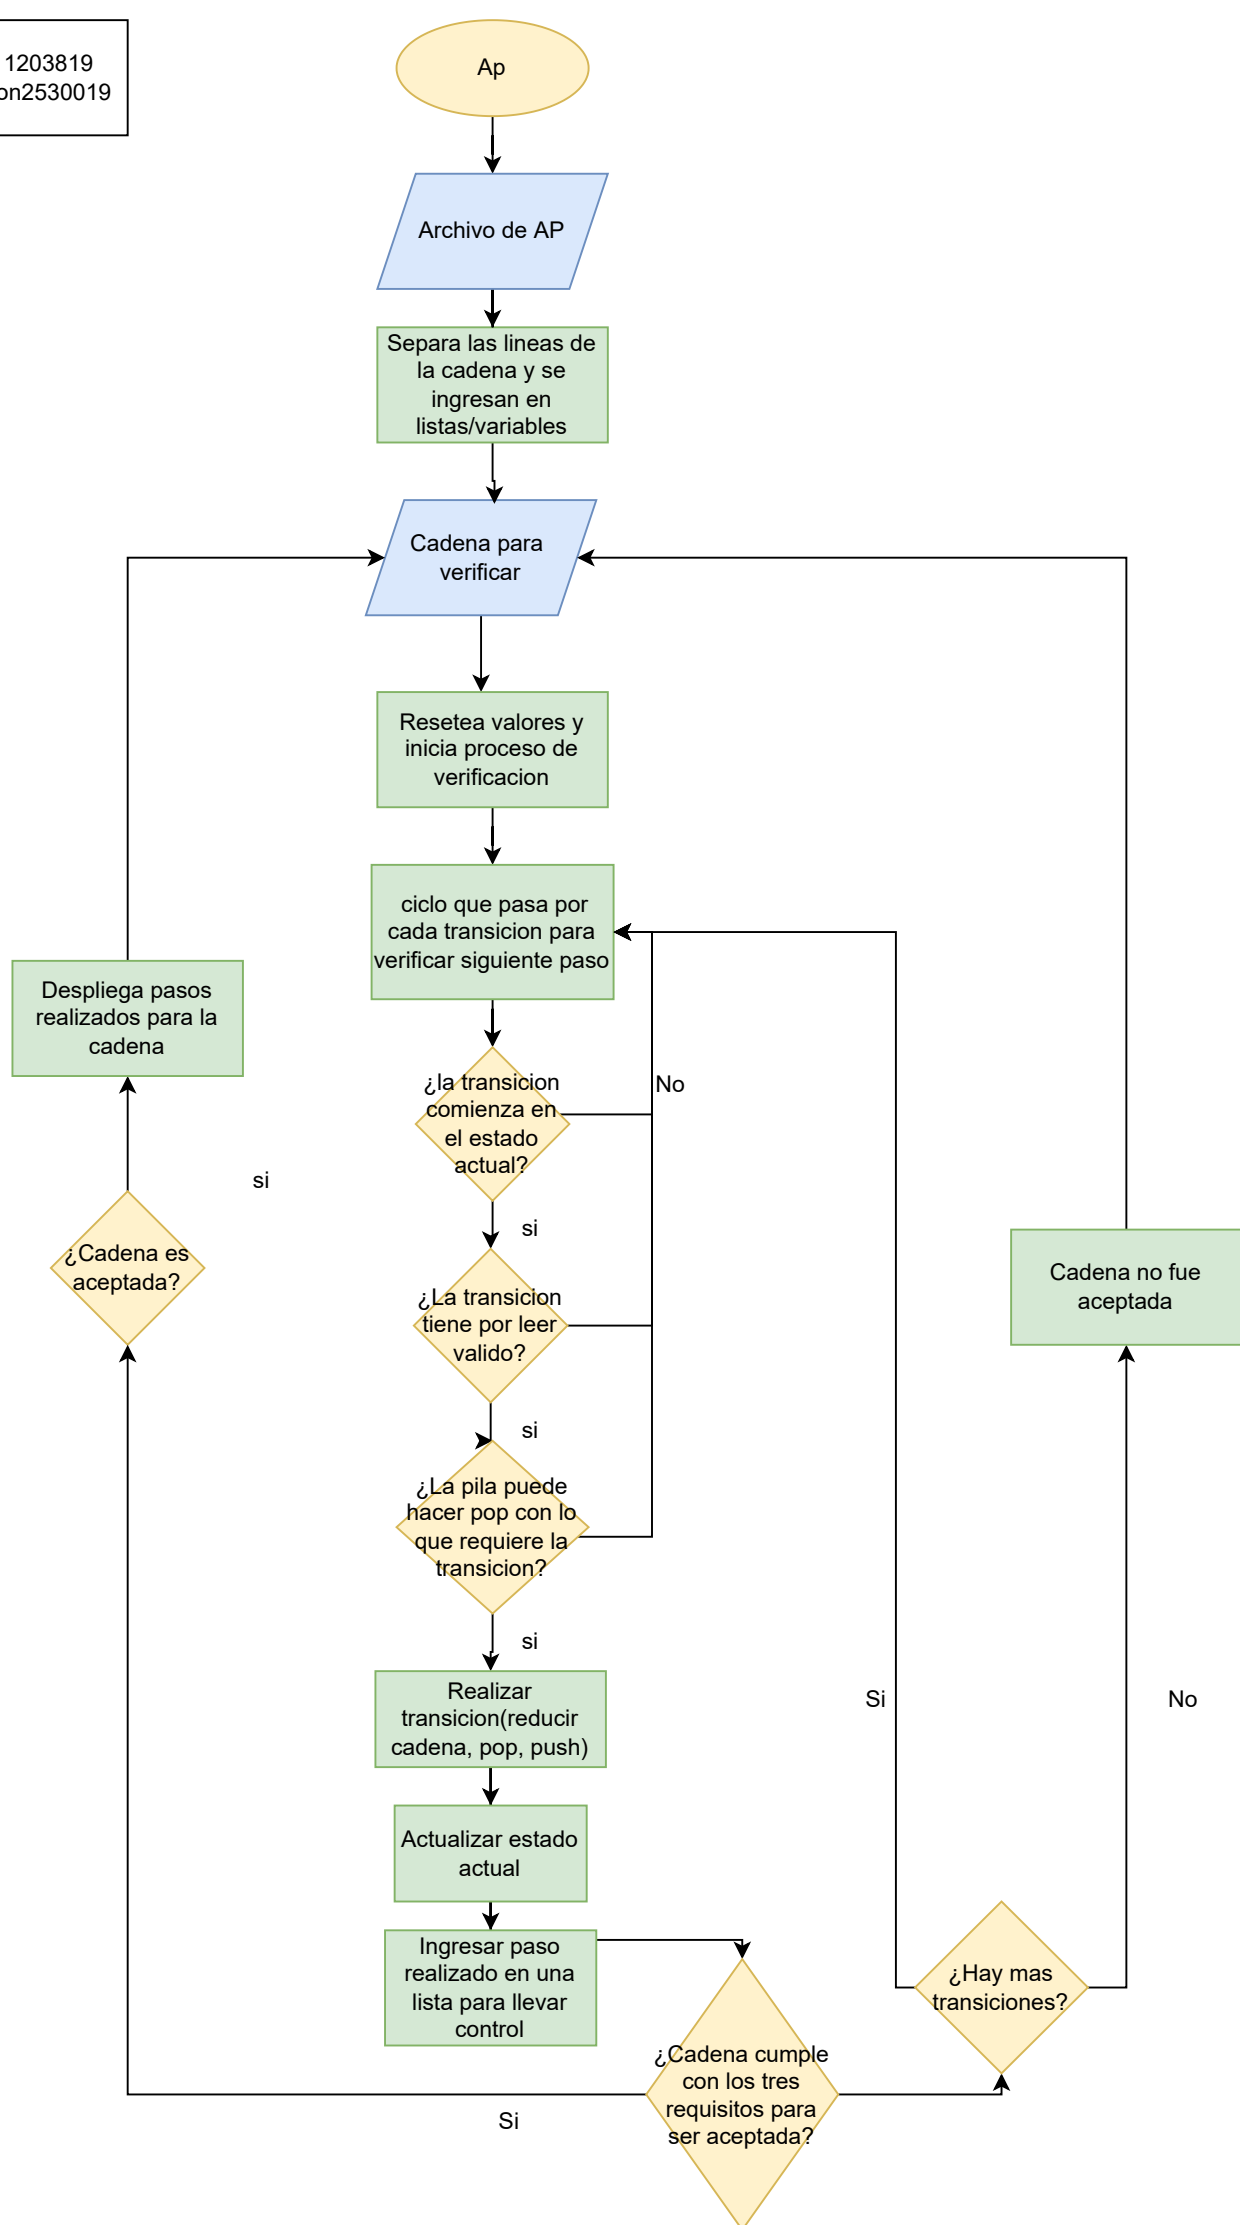 1203819
on2530019
Ap
Archivo de AP
Separa las lineas de
la cadena y se
ingresan en
listas/variables
Cadena para
verificar
Resetea valores y
inicia proceso de
verificacion
ciclo que pasa por
cada transicion para
verificar siguiente paso
Despliega pasos
realizados para la
cadena
¿la transicion
comienza en
el estado
actual?
No
si
si
¿Cadena es
aceptada?
¿La transicion
tiene por leer
valido?
Cadena no fue
aceptada
si
¿La pila puede
hacer pop con lo
que requiere la
transicion?
si
Realizar
transicion(reducir
cadena, pop, push)
Si
No
Actualizar estado
actual
Ingresar paso
realizado en una
lista para llevar
control
¿Hay mas
transiciones?
¿Cadena cumple
con los tres
requisitos para
ser aceptada?
Si